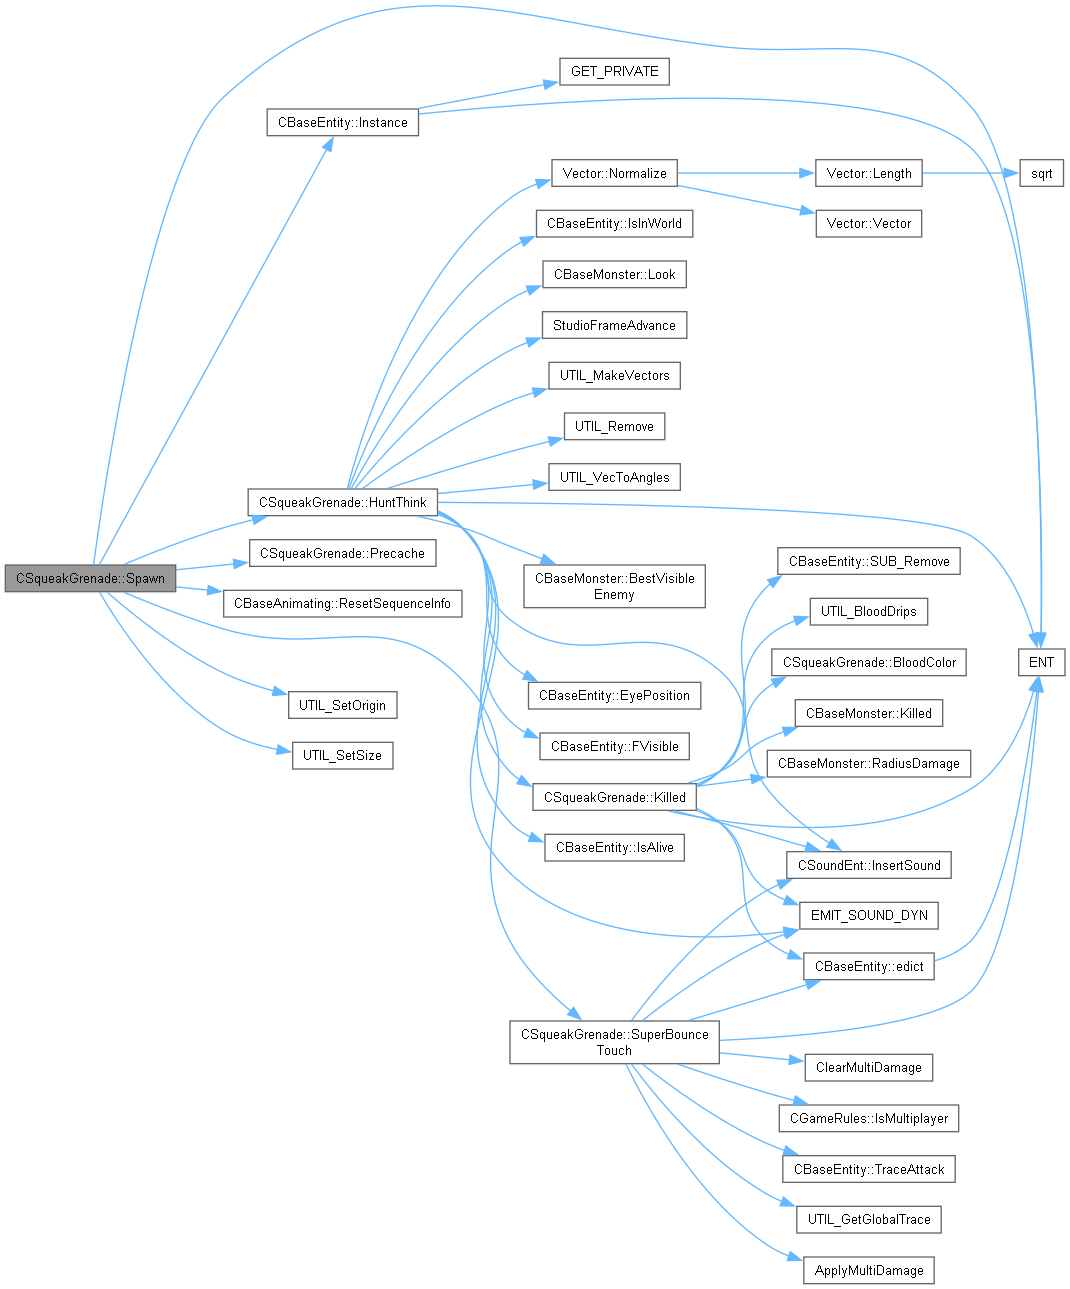 GET_PRIVATE
CBaseEntity::Instance
Vector::Normalize
Vector::Length
sqrt
CBaseEntity::IsInWorld
Vector::Vector
CBaseMonster::Look
StudioFrameAdvance
UTIL_MakeVectors
UTIL_Remove
UTIL_VecToAngles
CSqueakGrenade::HuntThink
CSqueakGrenade::Precache
CBaseEntity::SUB_Remove
CSqueakGrenade::Spawn
CBaseMonster::BestVisible
Enemy
CBaseAnimating::ResetSequenceInfo
UTIL_BloodDrips
CSqueakGrenade::BloodColor
ENT
CBaseEntity::EyePosition
UTIL_SetOrigin
CBaseMonster::Killed
CBaseEntity::FVisible
UTIL_SetSize
CBaseMonster::RadiusDamage
CSqueakGrenade::Killed
CBaseEntity::IsAlive
CSoundEnt::InsertSound
EMIT_SOUND_DYN
CBaseEntity::edict
CSqueakGrenade::SuperBounce
Touch
ClearMultiDamage
CGameRules::IsMultiplayer
CBaseEntity::TraceAttack
UTIL_GetGlobalTrace
ApplyMultiDamage